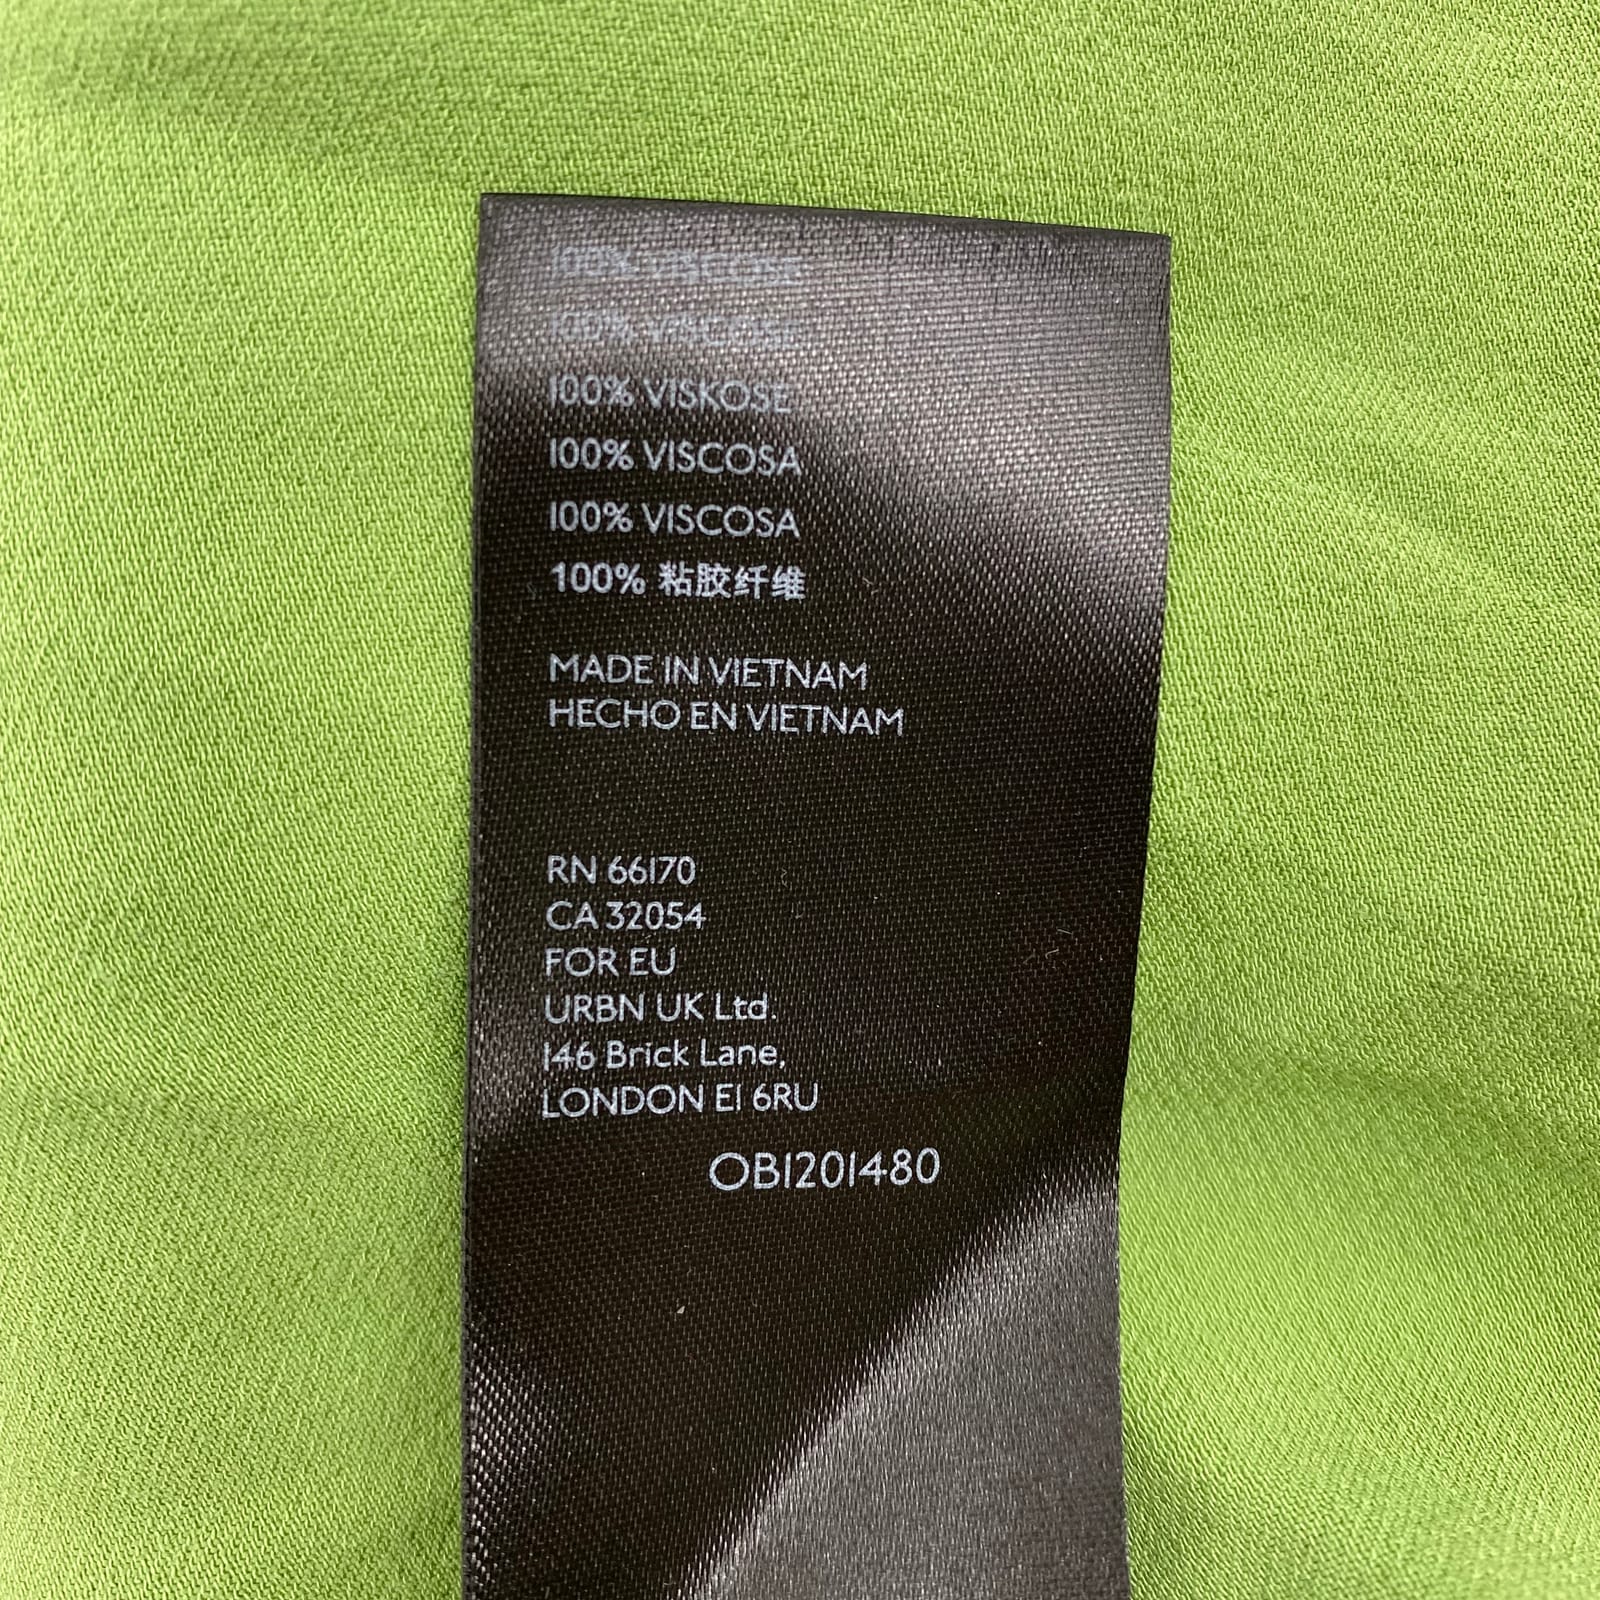 100% VISCOSE
100% VISCOSE
100% VISKOSE
100% VISCOSA
100% VISCOSA
100% 粘胶纤维
MADE IN VIETNAM
HECHO EN VIETNAM
RN 66170
CA 32054
FOR EU
URBN UK Ltd.
146 Brick Lane,
LONDON E1 6RU
OB1201480